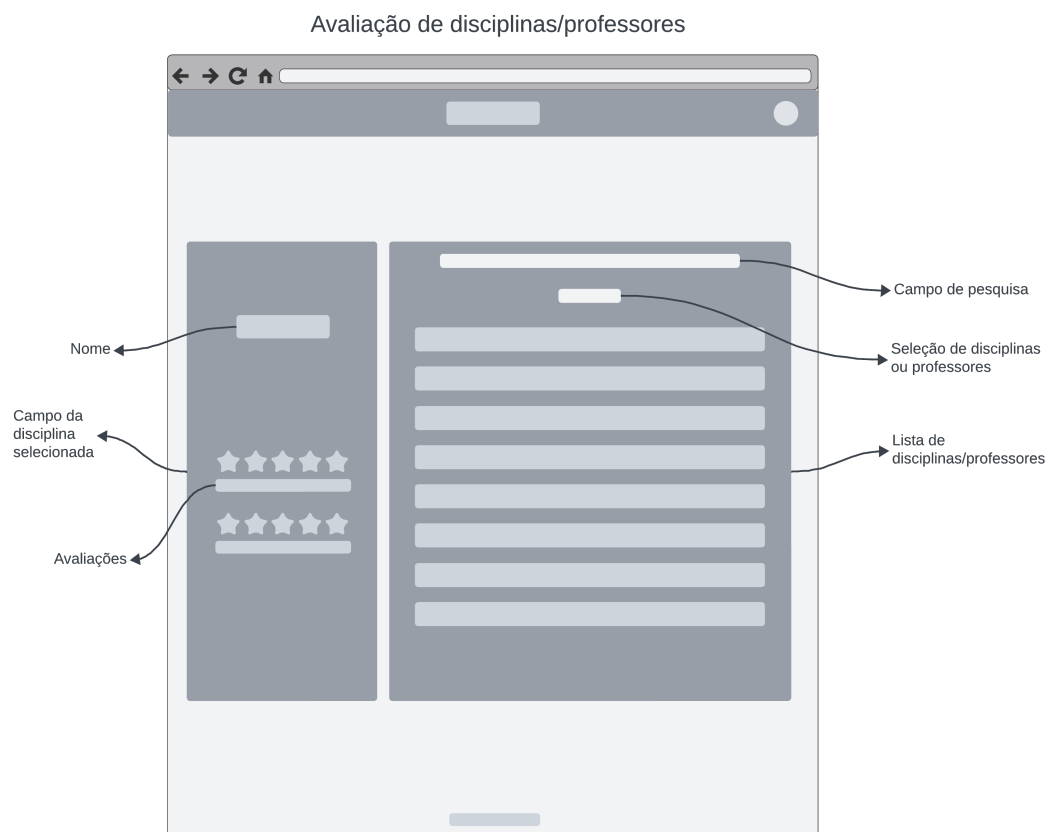 Avaliação de disciplinas/professores
Campo de pesquisa
Nome
Seleção de disciplinas
ou professores
Campo da
disciplina
selecionada
Lista de
disciplinas/professores
Avaliações